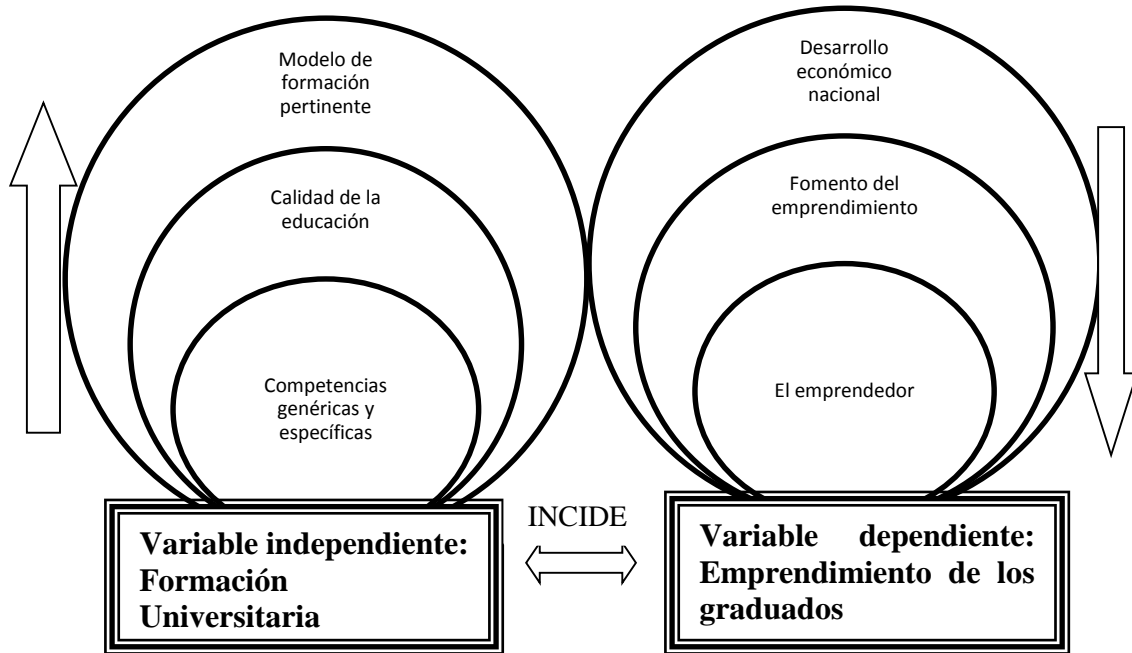 Modelo de
formación
pertinente
Calidad de la
educación
Competencias
genéricas y
específicas
Variable independiente:
Formación
Universitaria
INCIDE
Desarrollo
económico
nacional
Fomento del
emprendimiento
El emprendedor
Variable dependiente:
Emprendimiento de los
graduados